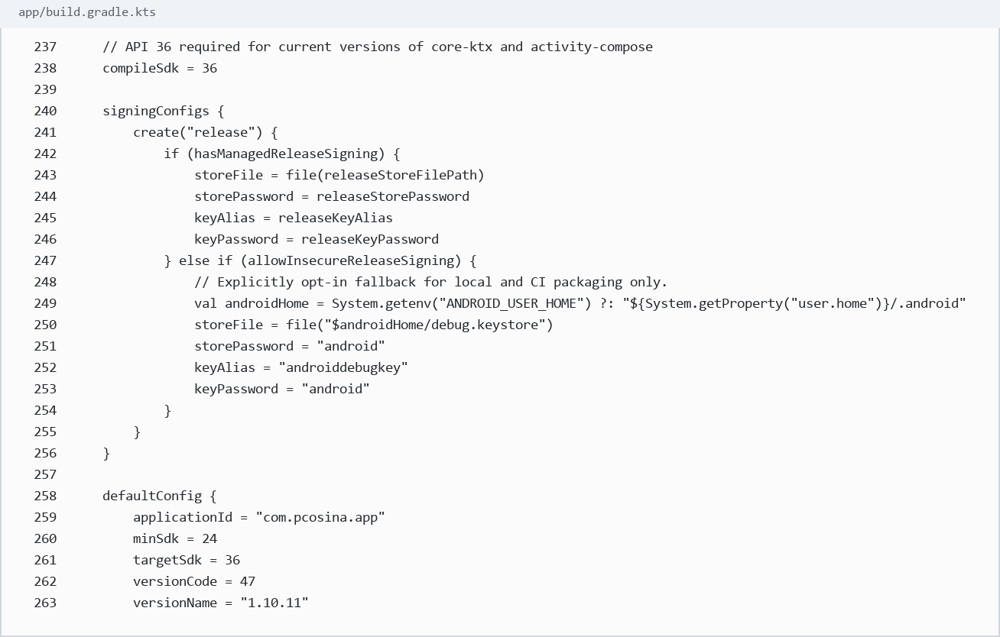 app/build.gradle.kts
237 // API 36 required for current versions of core-ktx and activity-compose
238 compileSdk = 36
239
240 signingConfigs {
241 create("release") {
242 if (hasManagedReleaseSigning) {
243 storeFile = file(releaseStoreFilePath)
244 storePassword = releaseStorePassword
245 keyAlias = releaseKeyAlias
246 keyPassword = releaseKeyPassword
247 } else if (allowInsecureReleaseSigning) {
248 // Explicitly opt-in fallback for local and CI packaging only.
249 val androidHome = System.getenv("ANDROID_USER_HOME") ?: "${System.getProperty("user.home")}/.android"
250 storeFile = file("$androidHome/debug.keystore")
251 storePassword = "android"
252 keyAlias = "androiddebugkey"
253 keyPassword = "android"
254 }
255 }
256 }
257
258 defaultConfig {
259 applicationId = "com.pcosina.app"
260 minSdk = 24
261 targetSdk = 36
262 versionCode = 47
263 versionName = "1.10.11"